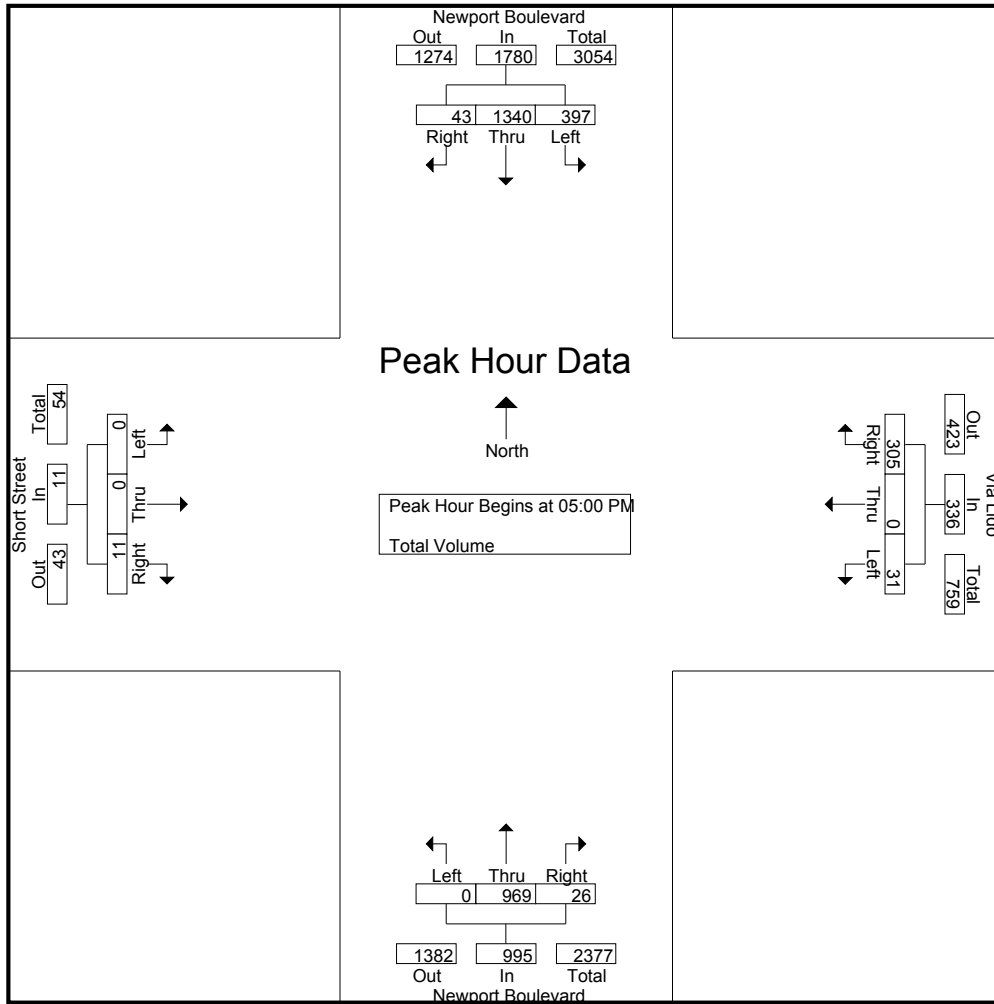 Newport Boulevard
Out In Total
1274 1780 3054
43 1340 397
Right Thru Left
Peak Hour Data
North
Peak Hour Begins at 05:00 PM
Total Volume
Short Street
Total In Out
54 11 43
0 0 11
Left Thru Right
Out In Total
423 336 759
305 0 31
Right Thru Left
Left Thru Right
0 969 26
1382 995 2377
Out In Total
Newport Boulevard